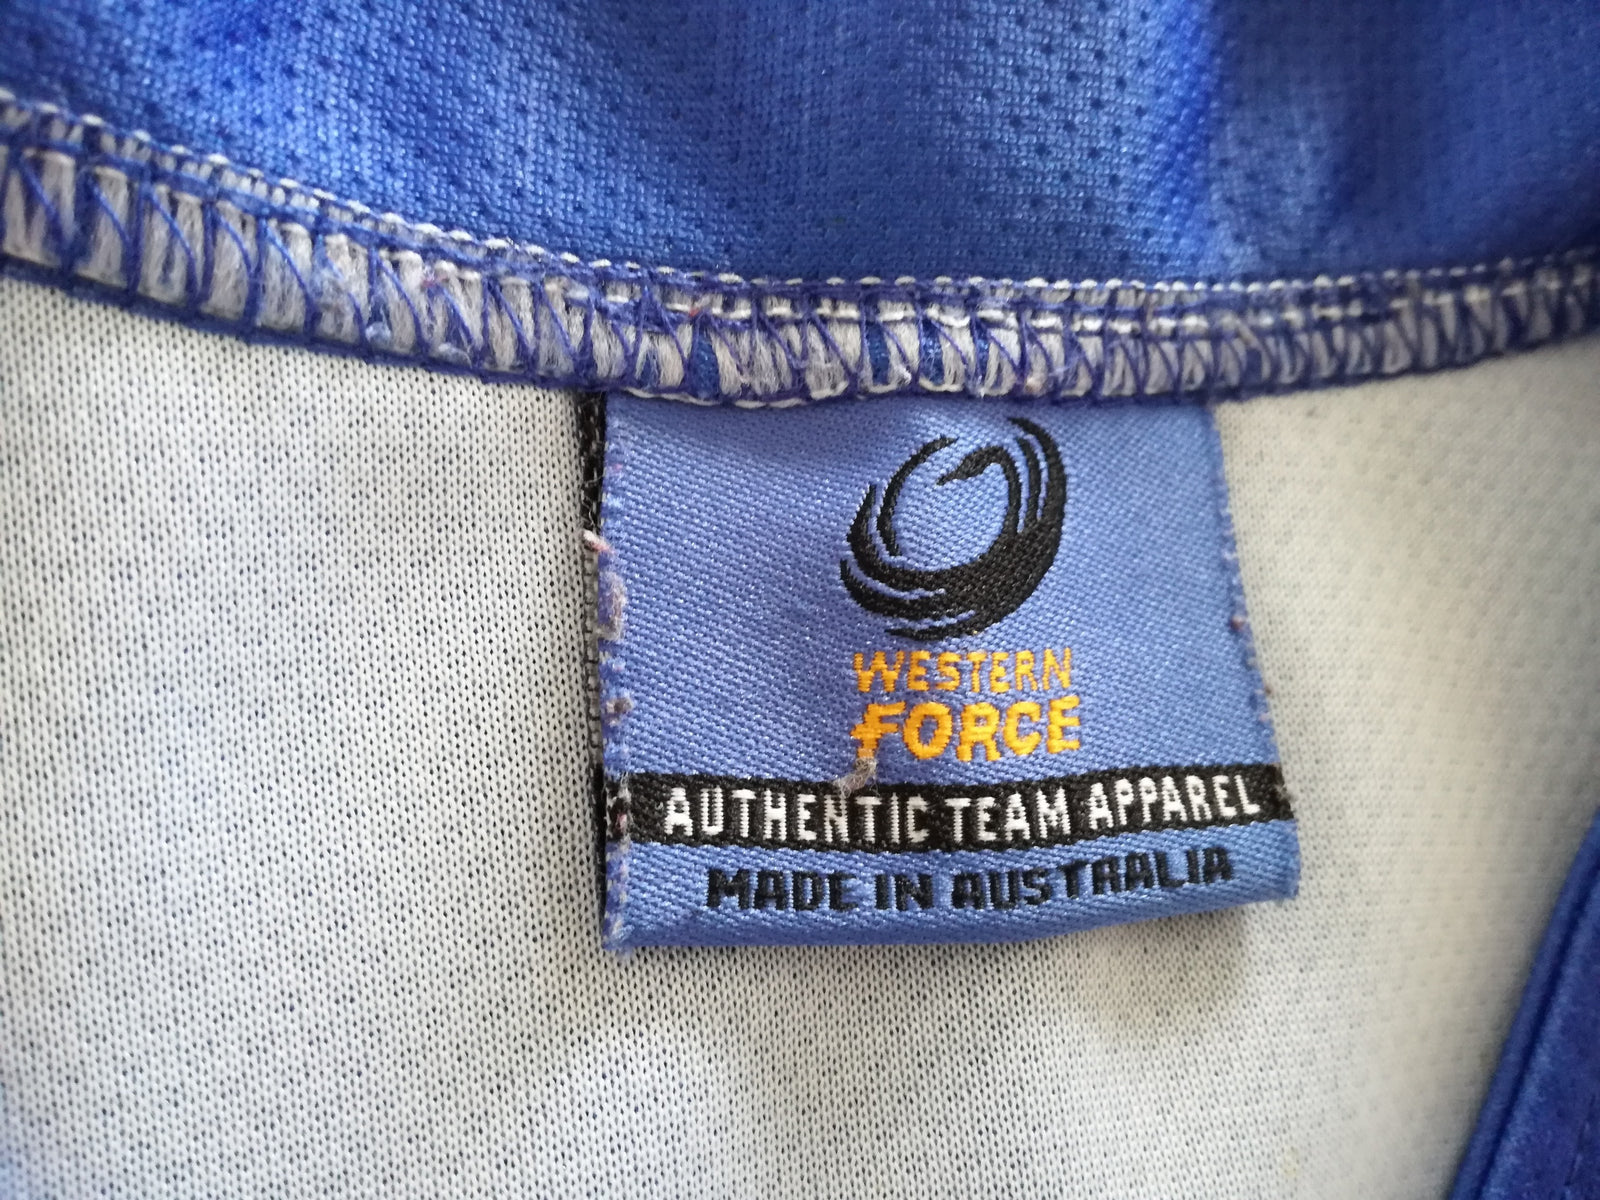 WESTERN
FORCE
AUTHENTIC TEAM APPAREL
MADE IN AUSTRALIA